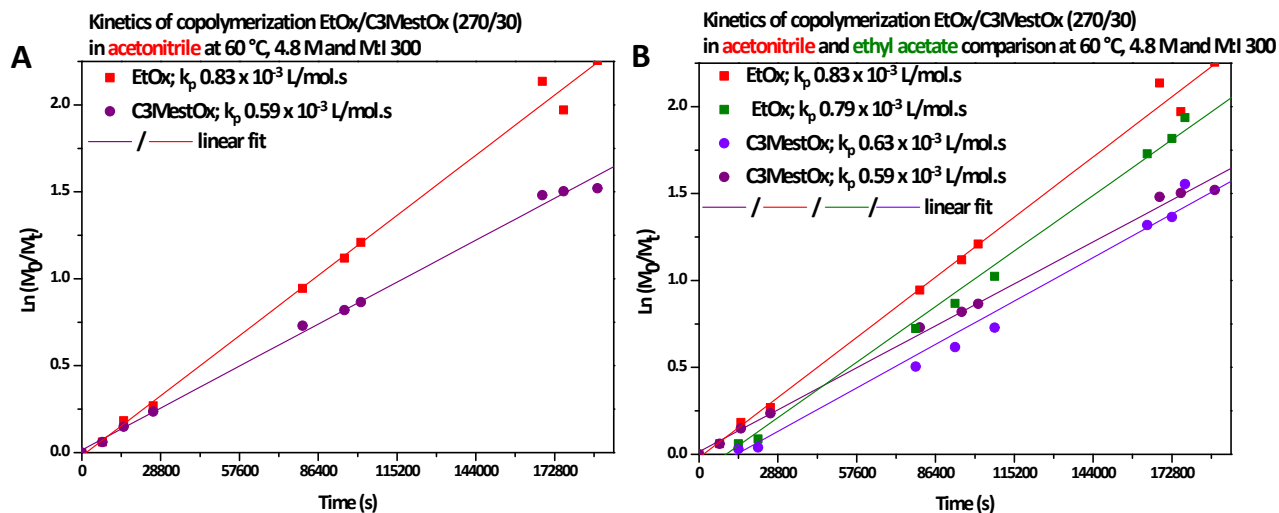 Kinetics of copolymerization EtOx/C3MestOx (270/30)
in acetonitrile at 60 °C, 4.8 M and M:I 300
A
EtOx; kp 0.83 x 10-3 L/mol.s
C3MestOx; kp 0.59 x 10-3 L/mol.s
/ linear fit
Ln (M0/Mt)
2.0
1.5
1.0
0.5
0.0
0 28800 57600 86400 115200 144000 172800
Time (s)
Kinetics of copolymerization EtOx/C3MestOx (270/30)
in acetonitrile and ethyl acetate comparison at 60 °C, 4.8 M and M:I 300
B
EtOx; kp 0.83 x 10-3 L/mol.s
EtOx; kp 0.79 x 10-3 L/mol.s
C3MestOx; kp 0.63 x 10-3 L/mol.s
C3MestOx; kp 0.59 x 10-3 L/mol.s
/ / / linear fit
Ln (M0/Mt)
2.0
1.5
1.0
0.5
0.0
0 28800 57600 86400 115200 144000 172800
Time (s)